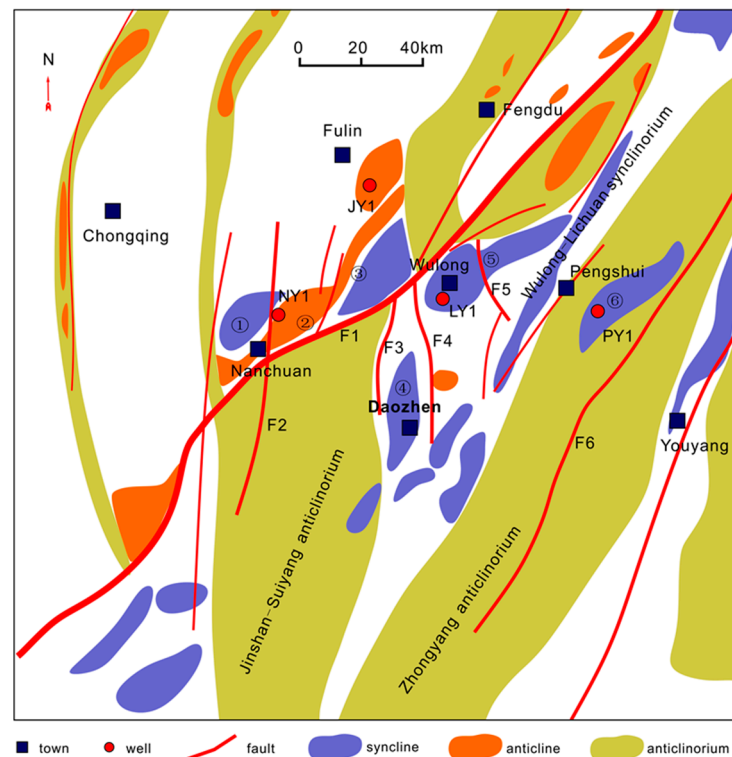 0 20 40km
N
Fengdu
Fulin
JY1
Chongqing
Wulong-Lichuan synclinorium
③
Wulong
⑤
Pengshui
NY1
F5
⑥
①
②
LY1
PY1
F1
Nanchuan
F3
F4
④
Daozhen
F2
F6
Youyang
Jinshan-Suiyang anticlinorium
Zhongyang anticlinorium
town
well
fault
syncline
anticline
anticlinorium